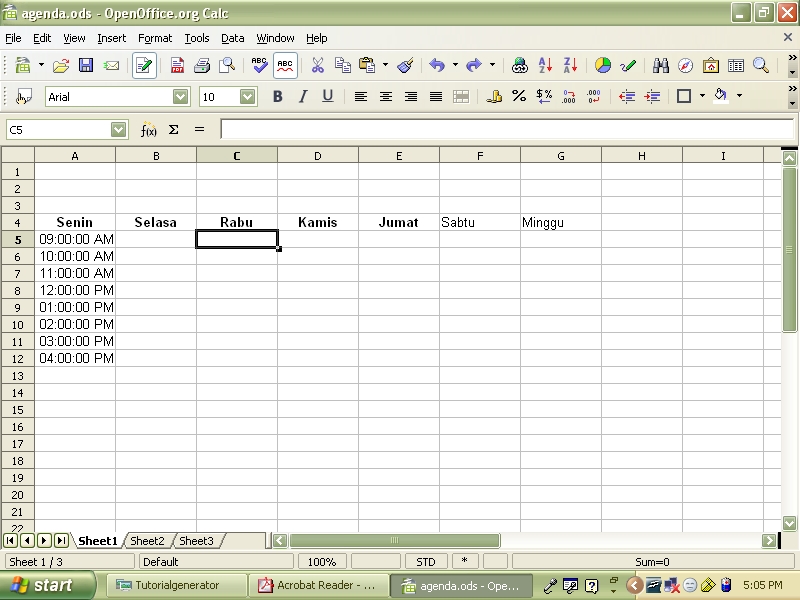 agenda.ods - OpenOffice.org Calc
File Edit View Insert Format Tools Data Window Help
ABC ABC
Arial 10 B I U
C5 f(x) Σ =
A B C D E F G H I
1
2
3
4 Senin Selasa Rabu Kamis Jumat Sabtu Minggu
5 09:00:00 AM
6 10:00:00 AM
7 11:00:00 AM
8 12:00:00 PM
9 01:00:00 PM
10 02:00:00 PM
11 03:00:00 PM
12 04:00:00 PM
13
14
15
16
17
18
19
20
21
22
Sheet1 Sheet2 Sheet3
Sheet 1 / 3 Default 100% STD * Sum=0
start Tutorialgenerator Acrobat Reader - ... agenda.ods - Ope... 5:05 PM